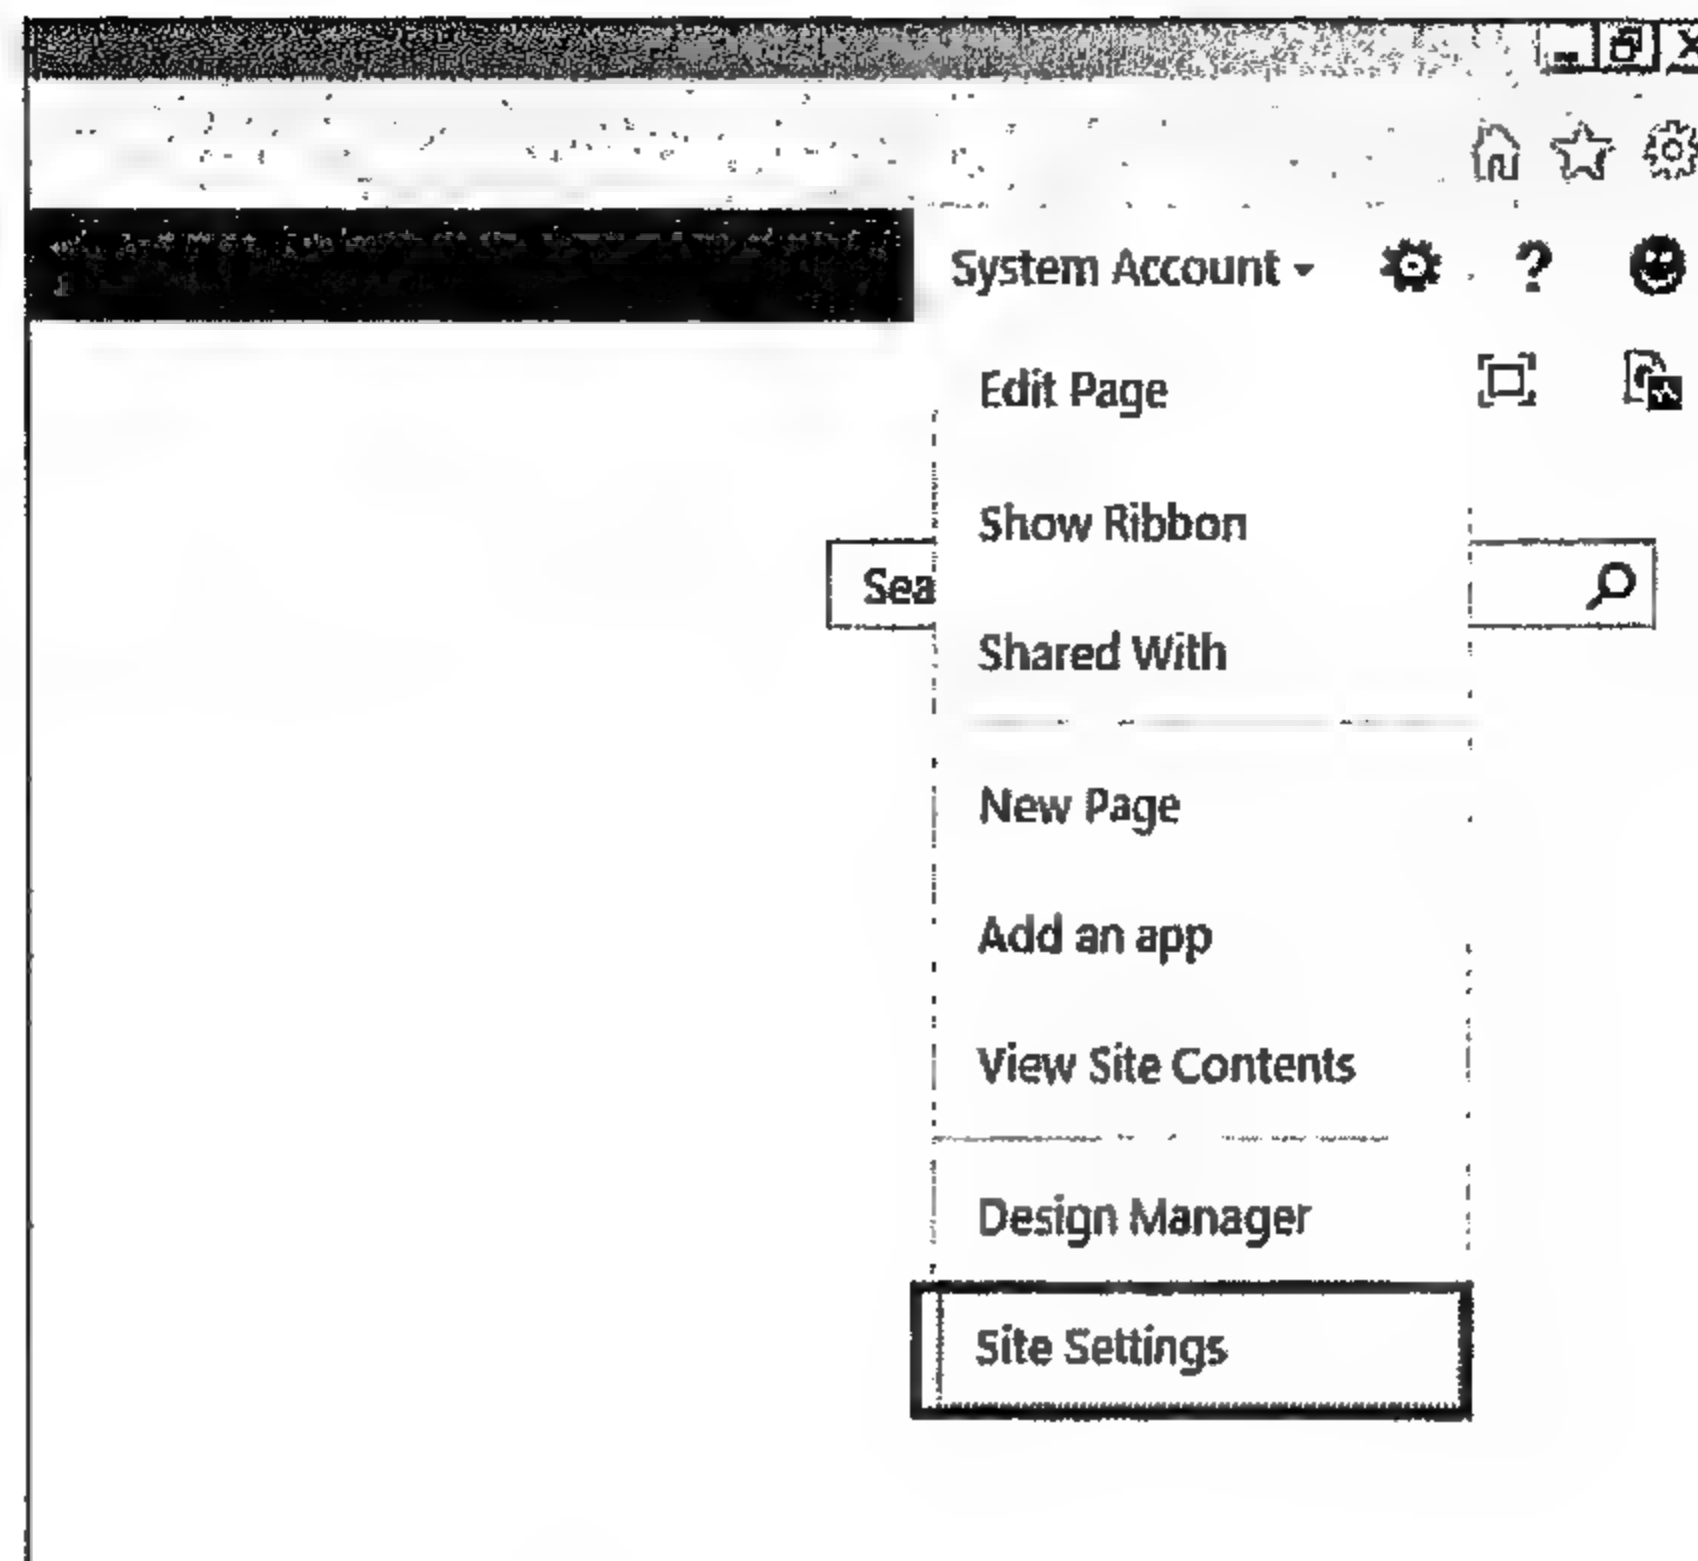 System Account
?
Edit Page
Show Ribbon
Sea
Shared With
New Page
Add an app
View Site Contents
Design Manager
Site Settings